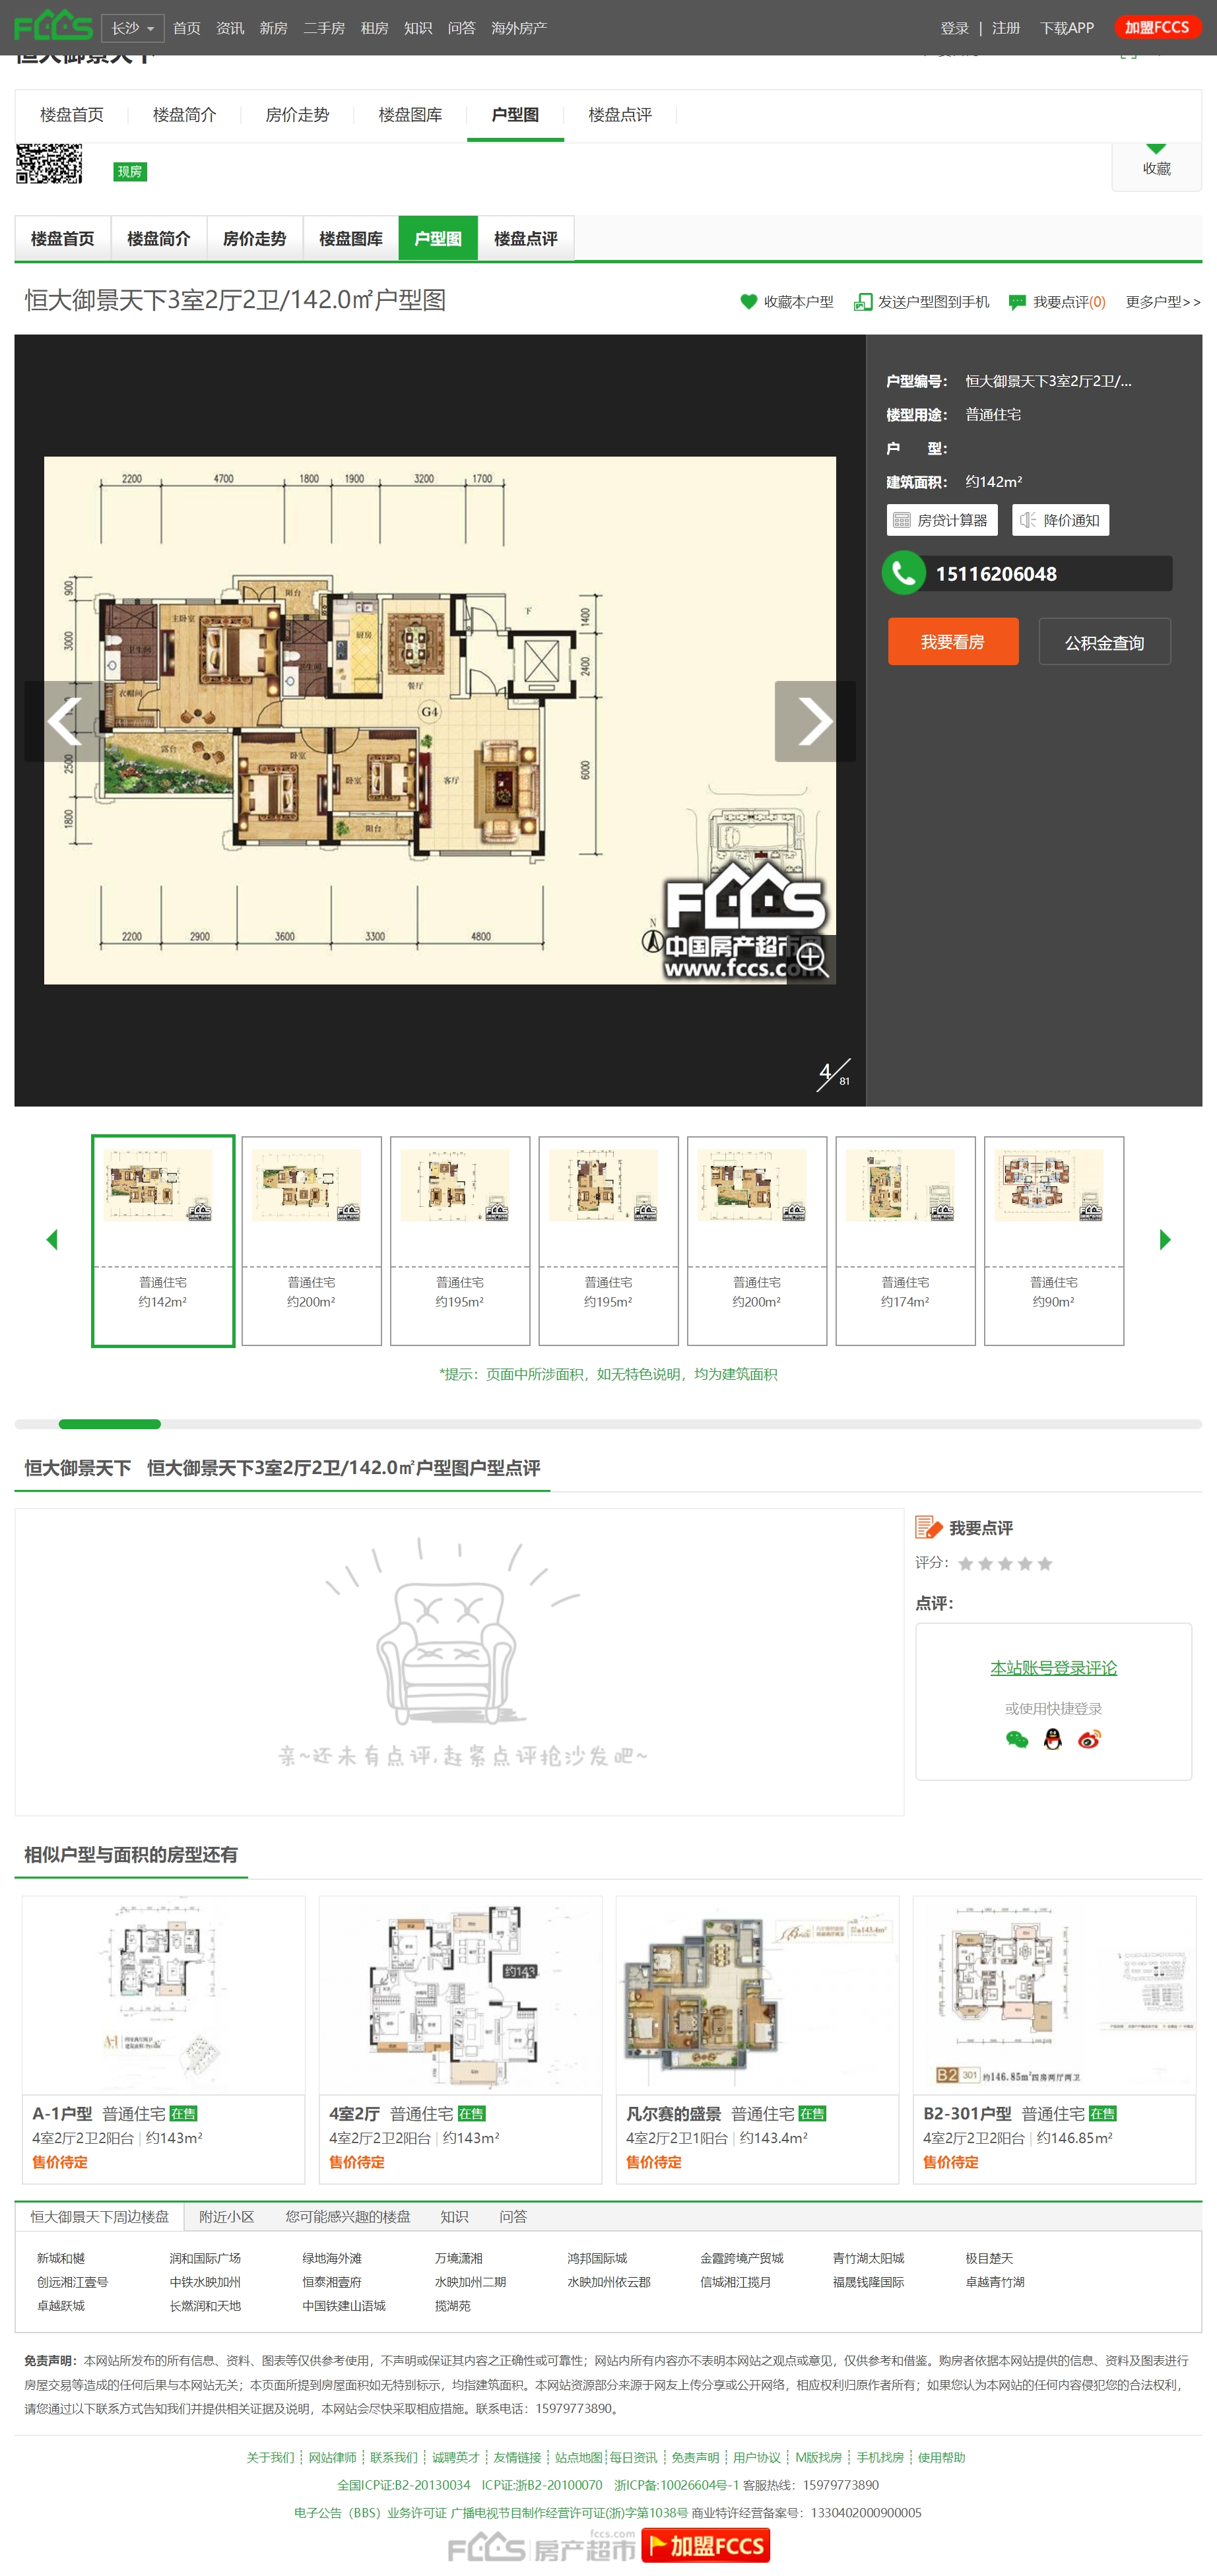 FCCS 长沙 首页 资讯 新房 二手房 租房 知识 问答 海外房产 登录 | 注册 下载APP 加盟FCCS
恒大御景天下
楼盘首页 楼盘简介 房价走势 楼盘图库 户型图 楼盘点评
现房
收藏
楼盘首页 楼盘简介 房价走势 楼盘图库 户型图 楼盘点评
恒大御景天下3室2厅2卫/142.0㎡户型图
收藏本户型 发送户型图到手机 我要点评(0) 更多户型>>
户型编号： 恒大御景天下3室2厅2卫/...
楼型用途： 普通住宅
户 型：
建筑面积： 约142m²
房贷计算器 降价通知
15116206048
我要看房 公积金查询
2200 4700 1800 1900 3200 1700
900
3000
2500
1800
1400
2400
6000
阳台
主卧室
厨房
下
卫生间
卫生间
餐厅
衣帽间
G4
露台
卧室
卧室
客厅
阳台
2200 2900 3600 3300 4800
N
FCCS
中国房产超市
www.fccs.com
4/81
普通住宅 普通住宅 普通住宅 普通住宅 普通住宅 普通住宅 普通住宅
约142m² 约200m² 约195m² 约195m² 约200m² 约174m² 约90m²
*提示：页面中所涉面积，如无特色说明，均为建筑面积
恒大御景天下 恒大御景天下3室2厅2卫/142.0㎡户型图户型点评
亲~还未有点评,赶紧点评抢沙发吧~
我要点评
评分：
点评：
本站账号登录评论
或使用快捷登录
相似户型与面积的房型还有
A-1
约143
约143.4m²
B2 301 约146.85m²四房两厅两卫
A-1户型 普通住宅 在售
4室2厅2卫2阳台 | 约143m²
售价待定
4室2厅 普通住宅 在售
4室2厅2卫2阳台 | 约143m²
售价待定
凡尔赛的盛景 普通住宅 在售
4室2厅2卫1阳台 | 约143.4m²
售价待定
B2-301户型 普通住宅 在售
4室2厅2卫2阳台 | 约146.85m²
售价待定
恒大御景天下周边楼盘 附近小区 您可能感兴趣的楼盘 知识 问答
新城和樾 润和国际广场 绿地海外滩 万境潇湘 鸿邦国际城 金霞跨境产贸城 青竹湖太阳城 极目楚天
创远湘江壹号 中铁水映加州 恒泰湘壹府 水映加州二期 水映加州依云郡 信城湘江揽月 福晟钱隆国际 卓越青竹湖
卓越跃城 长燃润和天地 中国铁建山语城 揽湖苑
免责声明：本网站所发布的所有信息、资料、图表等仅供参考使用，不声明或保证其内容之正确性或可靠性；网站内所有内容亦不表明本网站之观点或意见，仅供参考和借鉴。购房者依据本网站提供的信息、资料及图表进行
房屋交易等造成的任何后果与本网站无关；本页面所提到房屋面积如无特别标示，均指建筑面积。本网站资源部分来源于网友上传分享或公开网络，相应权利归原作者所有；如果您认为本网站的任何内容侵犯您的合法权利，
请您通过以下联系方式告知我们并提供相关证据及说明，本网站会尽快采取相应措施。联系电话：15979773890。
关于我们 网站律师 联系我们 诚聘英才 友情链接 站点地图 每日资讯 免责声明 用户协议 M版找房 手机找房 使用帮助
全国ICP证:B2-20130034 ICP证:浙B2-20100070 浙ICP备:10026604号-1 客服热线：15979773890
电子公告（BBS）业务许可证 广播电视节目制作经营许可证(浙)字第1038号 商业特许经营备案号：1330402000900005
FCCS 房产超市 fccs.com 加盟FCCS